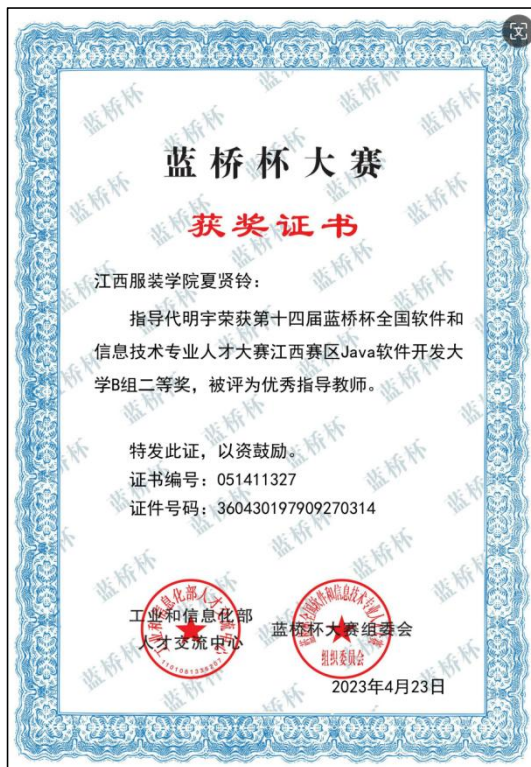 蓝桥杯大赛
获奖证书
江西服装学院夏贤铃：
指导代明宇荣获第十四届蓝桥杯全国软件和
信息技术专业人才大赛江西赛区Java软件开发大
学B组二等奖，被评为优秀指导教师。
特发此证，以资鼓励。
证书编号：051411327
证件号码：360430197909270314
工业和信息化部
人才交流中心
蓝桥杯大赛组委会
组织委员会
2023年4月23日